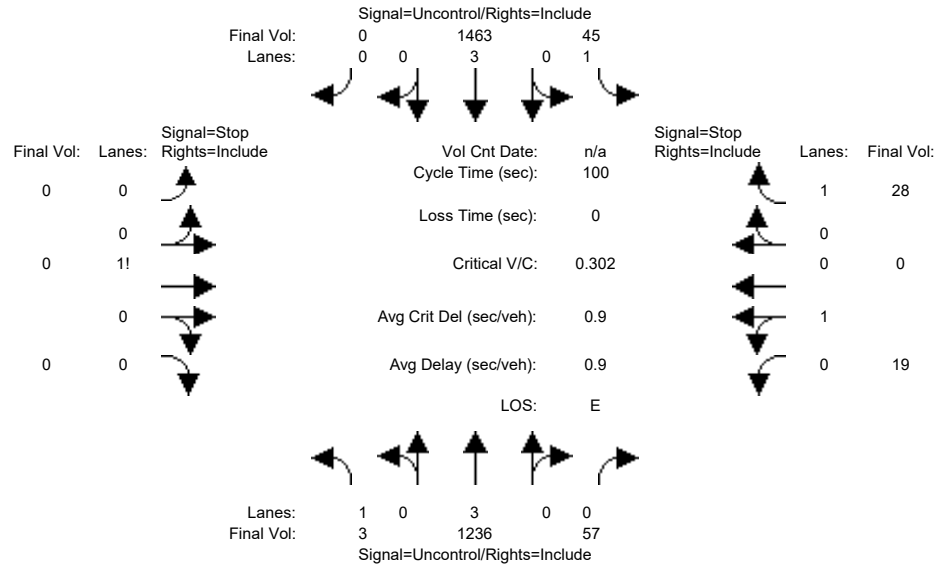 Signal=Uncontrol/Rights=Include
Final Vol: 0 1463 45
Lanes: 0 0 3 0 1
Signal=Stop Signal=Stop
Final Vol: Lanes: Rights=Include Vol Cnt Date: n/a Rights=Include Lanes: Final Vol:
Cycle Time (sec): 100
0 0 1 28
Loss Time (sec): 0
0 0
0 1! Critical V/C: 0.302 0 0
0 Avg Crit Del (sec/veh): 0.9 1
0 0 Avg Delay (sec/veh): 0.9 0 19
LOS: E
Lanes: 1 0 3 0 0
Final Vol: 3 1236 57
Signal=Uncontrol/Rights=Include